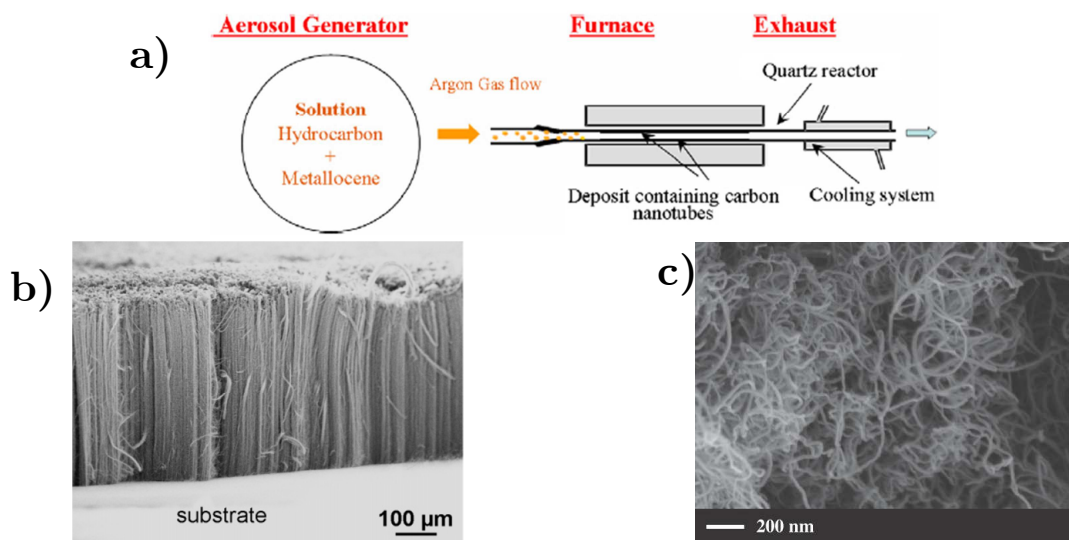 Aerosol Generator
Furnace
Exhaust
a)
Argon Gas flow
Quartz reactor
Solution
Hydrocarbon
+
Metallocene
Deposit containing carbon
nanotubes
Cooling system
b)
substrate
100 µm
c)
200 nm